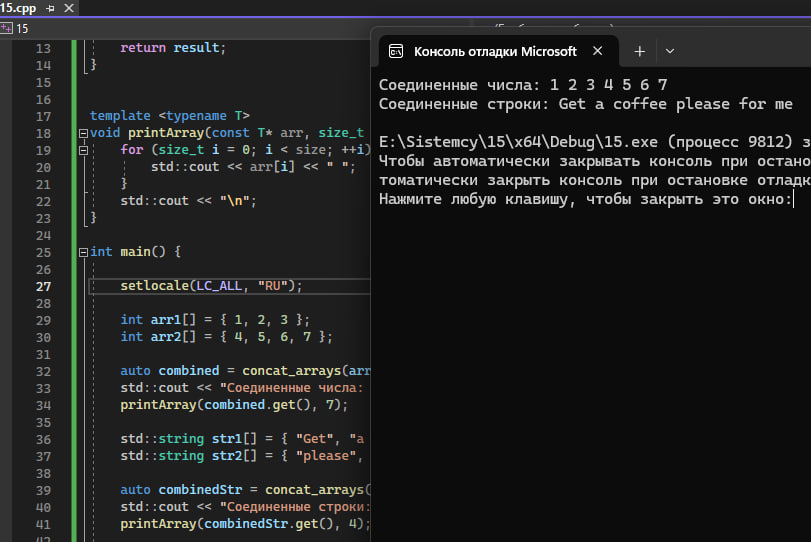 15.cpp
15
13 return result;
14 }
15
16
17 template <typename T>
18 void printArray(const T* arr, size_t
19 for (size_t i = 0; i < size; ++i)
20 std::cout << arr[i] << " ";
21 }
22 std::cout << "\n";
23 }
24
25 int main() {
26
27 setlocale(LC_ALL, "RU");
28
29 int arr1[] = { 1, 2, 3 };
30 int arr2[] = { 4, 5, 6, 7 };
31
32 auto combined = concat_arrays(arr
33 std::cout << "Соединенные числа:
34 printArray(combined.get(), 7);
35
36 std::string str1[] = { "Get", "a
37 std::string str2[] = { "please",
38
39 auto combinedStr = concat_arrays(
40 std::cout << "Соединенные строки:
41 printArray(combinedStr.get(), 4);
Консоль отладки Microsoft
Соединенные числа: 1 2 3 4 5 6 7
Соединенные строки: Get a coffee please for me
E:\Sistemcy\15\x64\Debug\15.exe (процесс 9812) з
Чтобы автоматически закрывать консоль при остано
томатически закрыть консоль при остановке отладк
Нажмите любую клавишу, чтобы закрыть это окно: